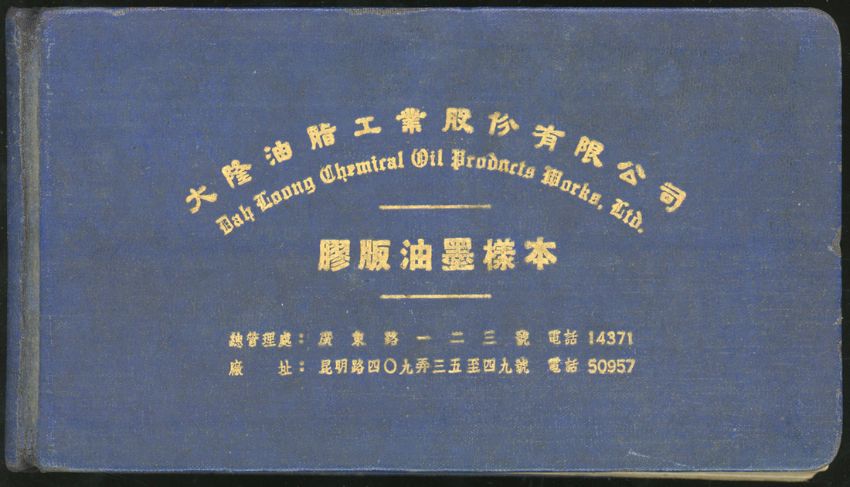 大隆油脂工業股份有限公司
Dah Loong Chemical Oil Products Works, Ltd.
膠版油墨樣本
總管理處：廣東路一二三號 電話 14371
廠 址：昆明路四〇九弄三五至四九號 電話 50957